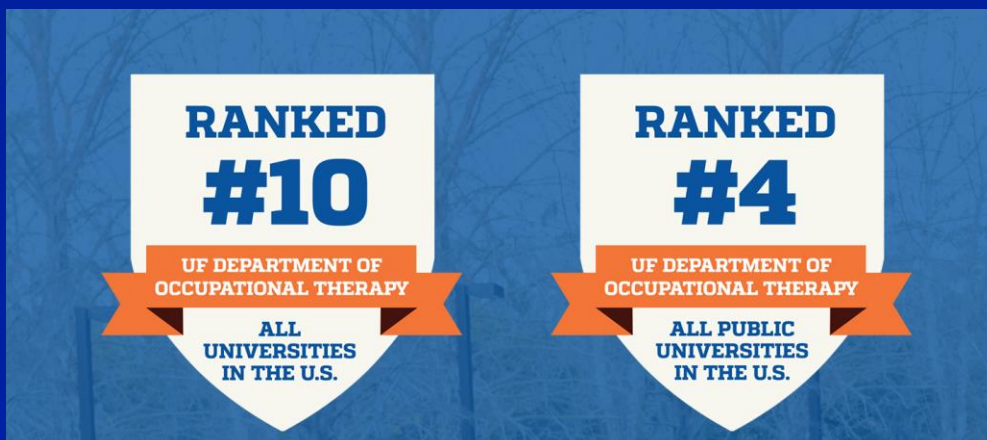 RANKED
#10
UF DEPARTMENT OF
OCCUPATIONAL THERAPY
ALL
UNIVERSITIES
IN THE U.S.
RANKED
#4
UF DEPARTMENT OF
OCCUPATIONAL THERAPY
ALL PUBLIC
UNIVERSITIES
IN THE U.S.